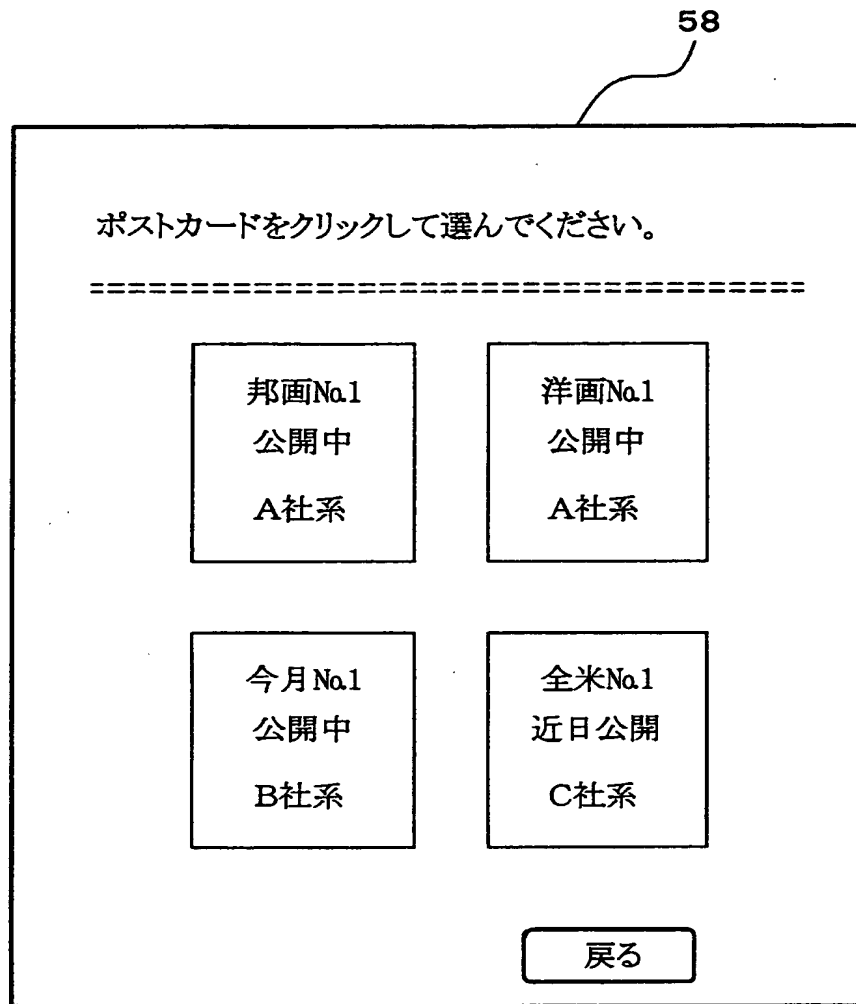 58
ポストカードをクリックして選んでください。
====================================
邦画№1
公開中
A社系
洋画№1
公開中
A社系
今月№1
公開中
B社系
全米№1
近日公開
C社系
戻る